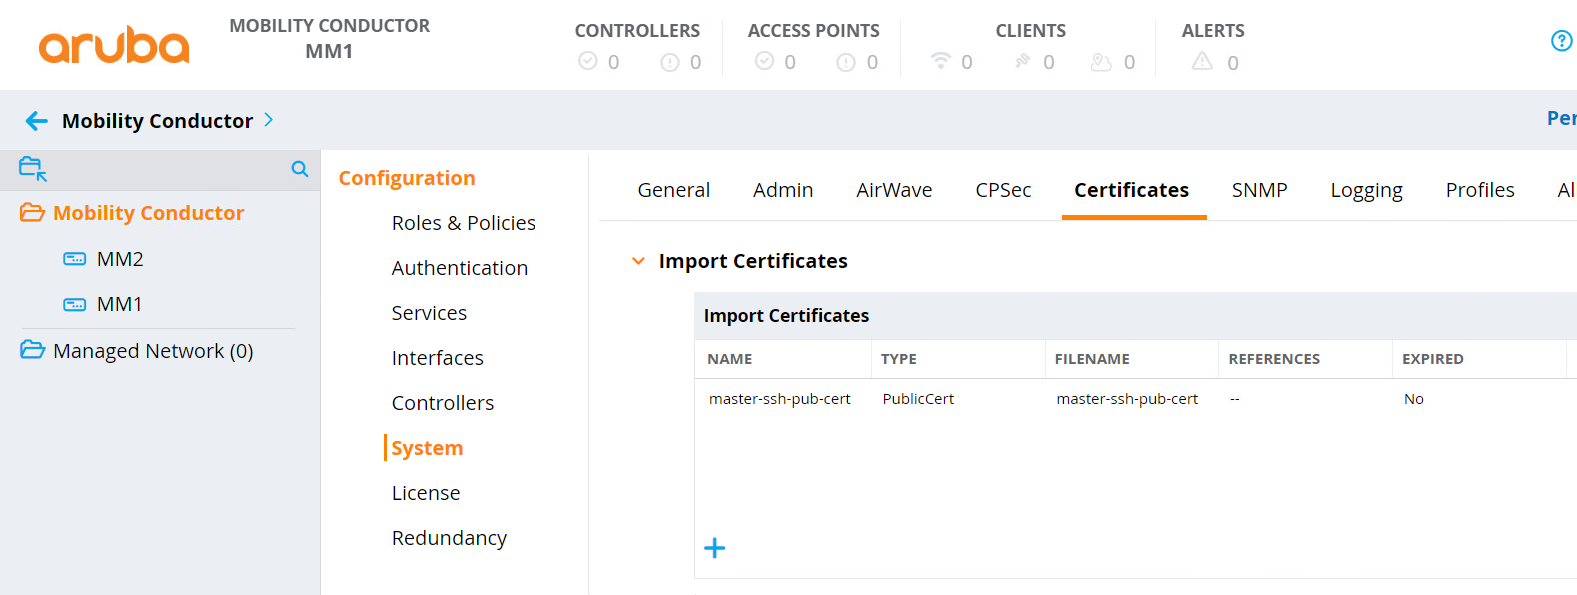 aruba
MOBILITY CONDUCTOR
MM1
CONTROLLERS
0 0
ACCESS POINTS
0 0
CLIENTS
0 0 0
ALERTS
0
?
Mobility Conductor
Per
Mobility Conductor
MM2
MM1
Managed Network (0)
Configuration
Roles & Policies
Authentication
Services
Interfaces
Controllers
System
License
Redundancy
General Admin AirWave CPSec Certificates SNMP Logging Profiles Al
Import Certificates
Import Certificates
NAME TYPE FILENAME REFERENCES EXPIRED
master-ssh-pub-cert PublicCert master-ssh-pub-cert -- No